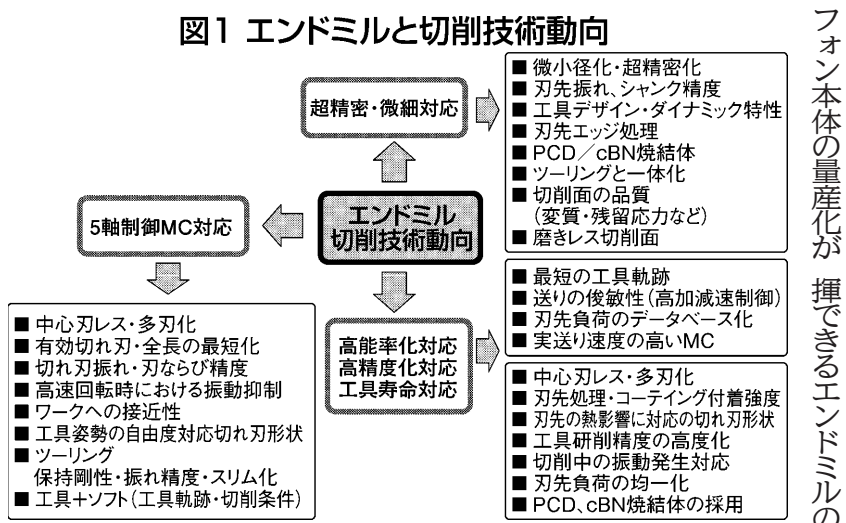 図1 エンドミルと切削技術動向
超精密・微細対応
■ 微小径化・超精密化
■ 刃先振れ、シャンク精度
■ 工具デザイン・ダイナミック特性
■ 刃先エッジ処理
■ PCD／cBN焼結体
■ ツーリングと一体化
■ 切削面の品質
（変質・残留応力など）
■ 磨きレス切削面
エンドミル
切削技術動向
5軸制御MC対応
■ 中心刃レス・多刃化
■ 有効切れ刃・全長の最短化
■ 切れ刃振れ・刃ならび精度
■ 高速回転時における振動抑制
■ ワークへの接近性
■ 工具姿勢の自由度対応切れ刃形状
■ ツーリング
保持剛性・振れ精度・スリム化
■ 工具+ソフト（工具軌跡・切削条件）
高能率化対応
高精度化対応
工具寿命対応
■ 最短の工具軌跡
■ 送りの俊敏性（高加減速制御）
■ 刃先負荷のデータベース化
■ 実送り速度の高いMC
■ 中心刃レス・多刃化
■ 刃先処理・コーテイング付着強度
■ 刃先の熱影響に対応の切れ刃形状
■ 工具研削精度の高度化
■ 切削中の振動発生対応
■ 刃先負荷の均一化
■ PCD、cBN焼結体の採用
フォン本体の量産化が
揮できるエンドミルの